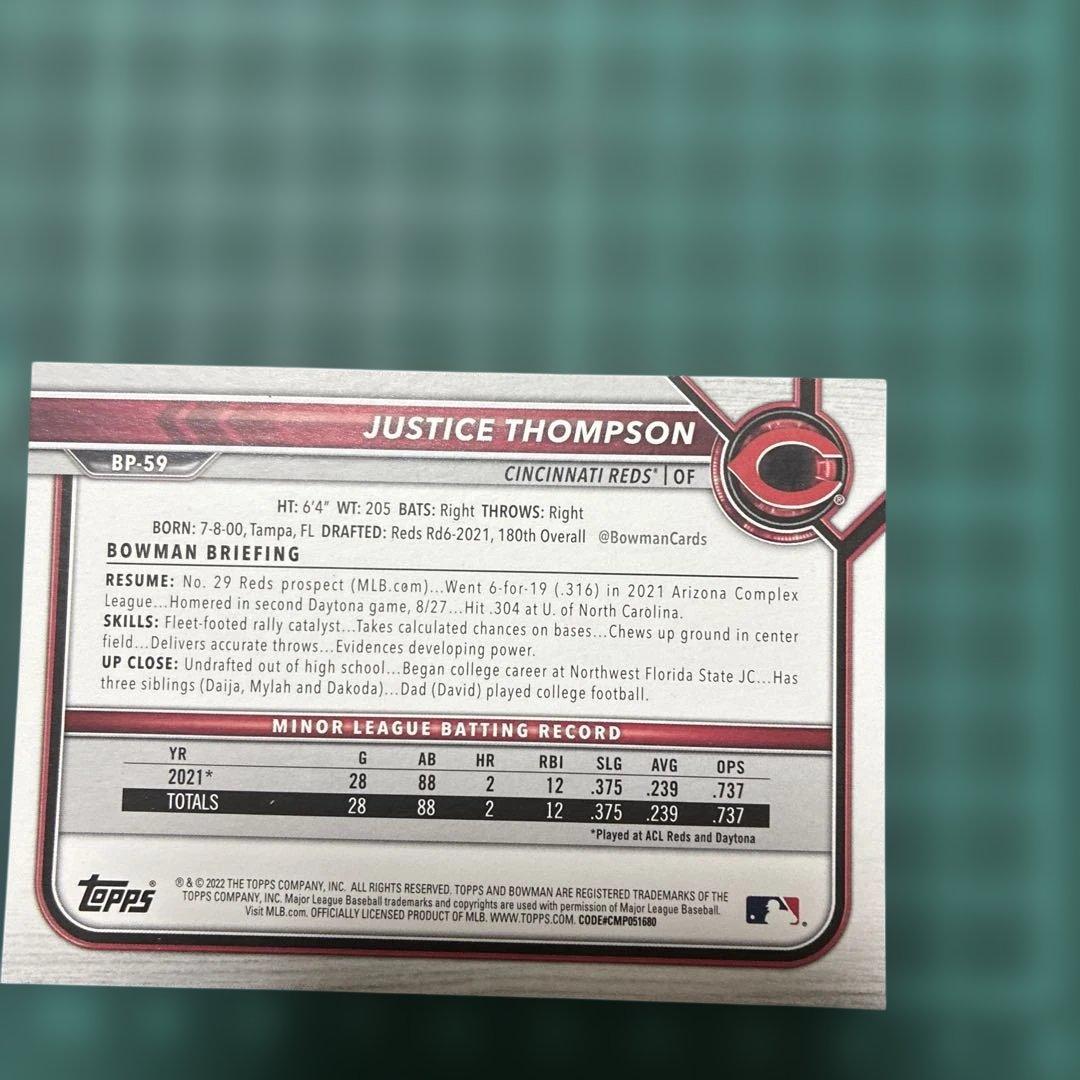 JUSTICE THOMPSON
BP-59
CINCINNATI REDS® | OF
C
®
HT: 6'4" WT: 205 BATS: Right THROWS: Right
BORN: 7-8-00, Tampa, FL DRAFTED: Reds Rd6-2021, 180th Overall @BowmanCards
BOWMAN BRIEFING
RESUME: No. 29 Reds prospect (MLB.com)...Went 6-for-19 (.316) in 2021 Arizona Complex
League...Homered in second Daytona game, 8/27...Hit .304 at U. of North Carolina.
SKILLS: Fleet-footed rally catalyst...Takes calculated chances on bases...Chews up ground in center
field...Delivers accurate throws...Evidences developing power.
UP CLOSE: Undrafted out of high school...Began college career at Northwest Florida State JC...Has
three siblings (Daija, Mylah and Dakoda)...Dad (David) played college football.
MINOR LEAGUE BATTING RECORD
YR G AB HR RBI SLG AVG OPS
2021* 28 88 2 12 .375 .239 .737
TOTALS 28 88 2 12 .375 .239 .737
*Played at ACL Reds and Daytona
topps®
® & © 2022 THE TOPPS COMPANY, INC. ALL RIGHTS RESERVED. TOPPS AND BOWMAN ARE REGISTERED TRADEMARKS OF THE
TOPPS COMPANY, INC. Major League Baseball trademarks and copyrights are used with permission of Major League Baseball.
Visit MLB.com. OFFICIALLY LICENSED PRODUCT OF MLB. WWW.TOPPS.COM. CODE#CMP051680